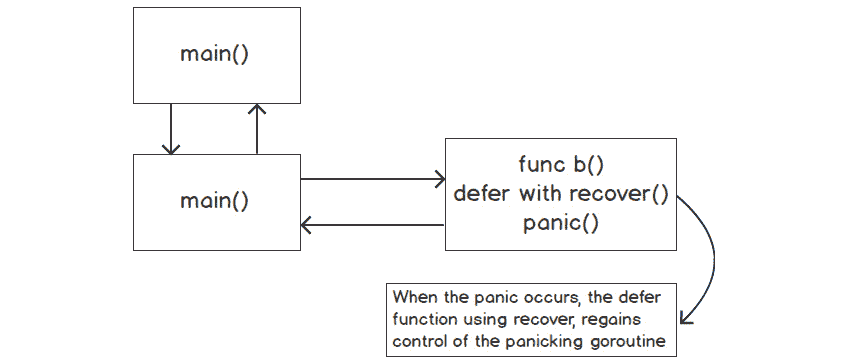 main()
main()
func b()
defer with recover()
panic()
When the panic occurs, the defer
function using recover, regains
control of the panicking goroutine